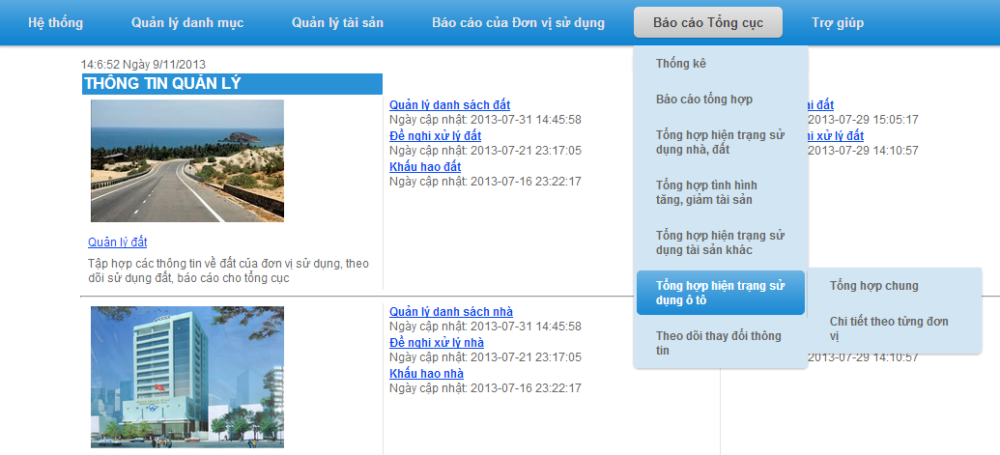 Hệ thống
Quản lý danh mục
Quản lý tài sản
Báo cáo của Đơn vị sử dụng
Báo cáo Tổng cục
Trợ giúp
14:6:52 Ngày 9/11/2013
THÔNG TIN QUẢN LÝ
Quản lý đất
Tập hợp các thông tin về đất của đơn vị sử dụng, theo
dõi sử dụng đất, báo cáo cho tổng cục
Quản lý danh sách đất
Ngày cập nhật: 2013-07-31 14:45:58
Đề nghi xử lý đất
Ngày cập nhật: 2013-07-21 23:17:05
Khấu hao đất
Ngày cập nhật: 2013-07-16 23:22:17
Thống kê
Báo cáo tổng hợp
Tổng hợp hiện trạng sử
dụng nhà, đất
Tổng hợp tình hình
tăng, giảm tài sản
Tổng hợp hiện trạng sử
dụng tài sản khác
Tổng hợp hiện trạng sử
dụng ô tô
Theo dõi thay đổi thông
tin
Tổng hợp chung
Chi tiết theo từng đơn
vị
đất
2013-07-29 15:05:17
xử lý đất
2013-07-29 14:10:57
Quản lý danh sách nhà
Ngày cập nhật: 2013-07-31 14:45:58
Đề nghi xử lý nhà
Ngày cập nhật: 2013-07-21 23:17:05
Khấu hao nhà
Ngày cập nhật: 2013-07-16 23:22:17
2013-07-29 14:10:57